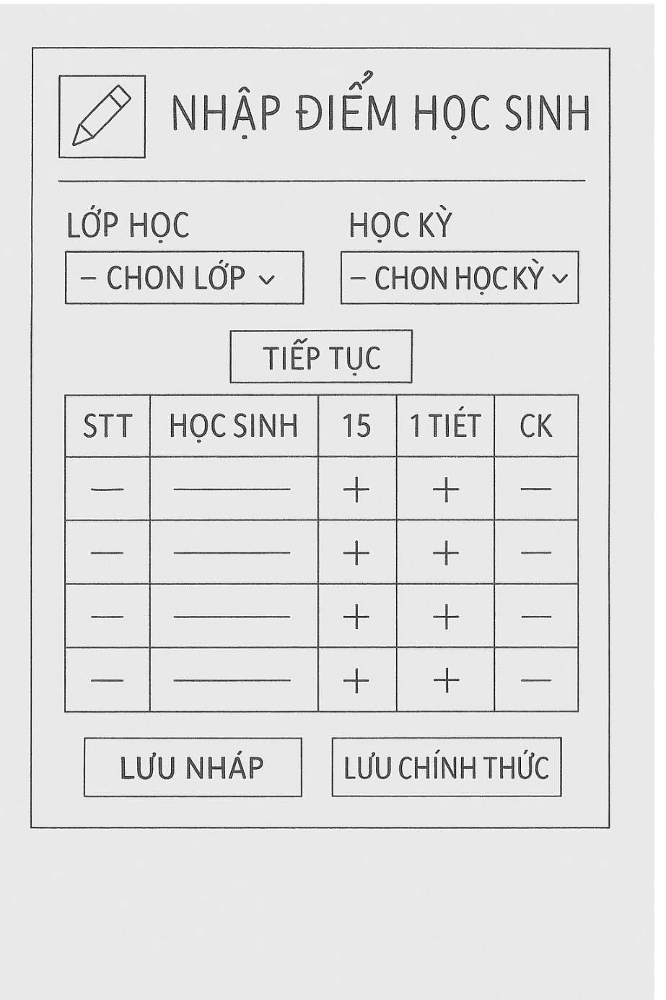 NHẬP ĐIỂM HỌC SINH
LỚP HỌC
HỌC KỲ
– CHON LỚP
– CHON HỌC KỲ
TIẾP TỤC
STT HỌC SINH 15 1 TIÉT CK
— — + + —
— — + + —
— — + + —
— — + + —
LƯU NHÁP
LƯU CHÍNH THỨC